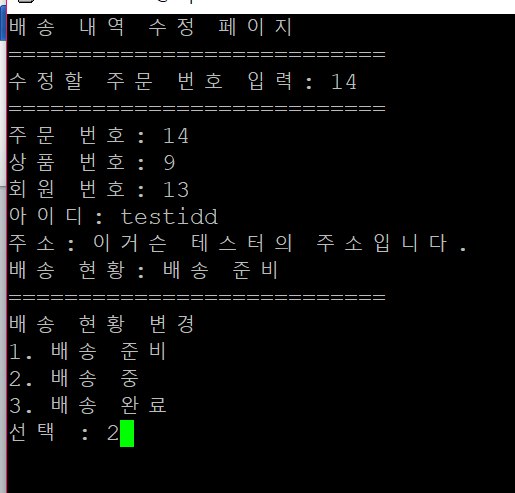 배송 내역 수정 페이지
===========================
수정할 주문 번호 입력: 14
===========================
주문 번호: 14
상품 번호: 9
회원 번호: 13
아이디: testidd
주소: 이거슨 테스터의 주소입니다.
배송 현황: 배송 준비
===========================
배송 현황 변경
1. 배송 준비
2. 배송 중
3. 배송 완료
선택 : 2